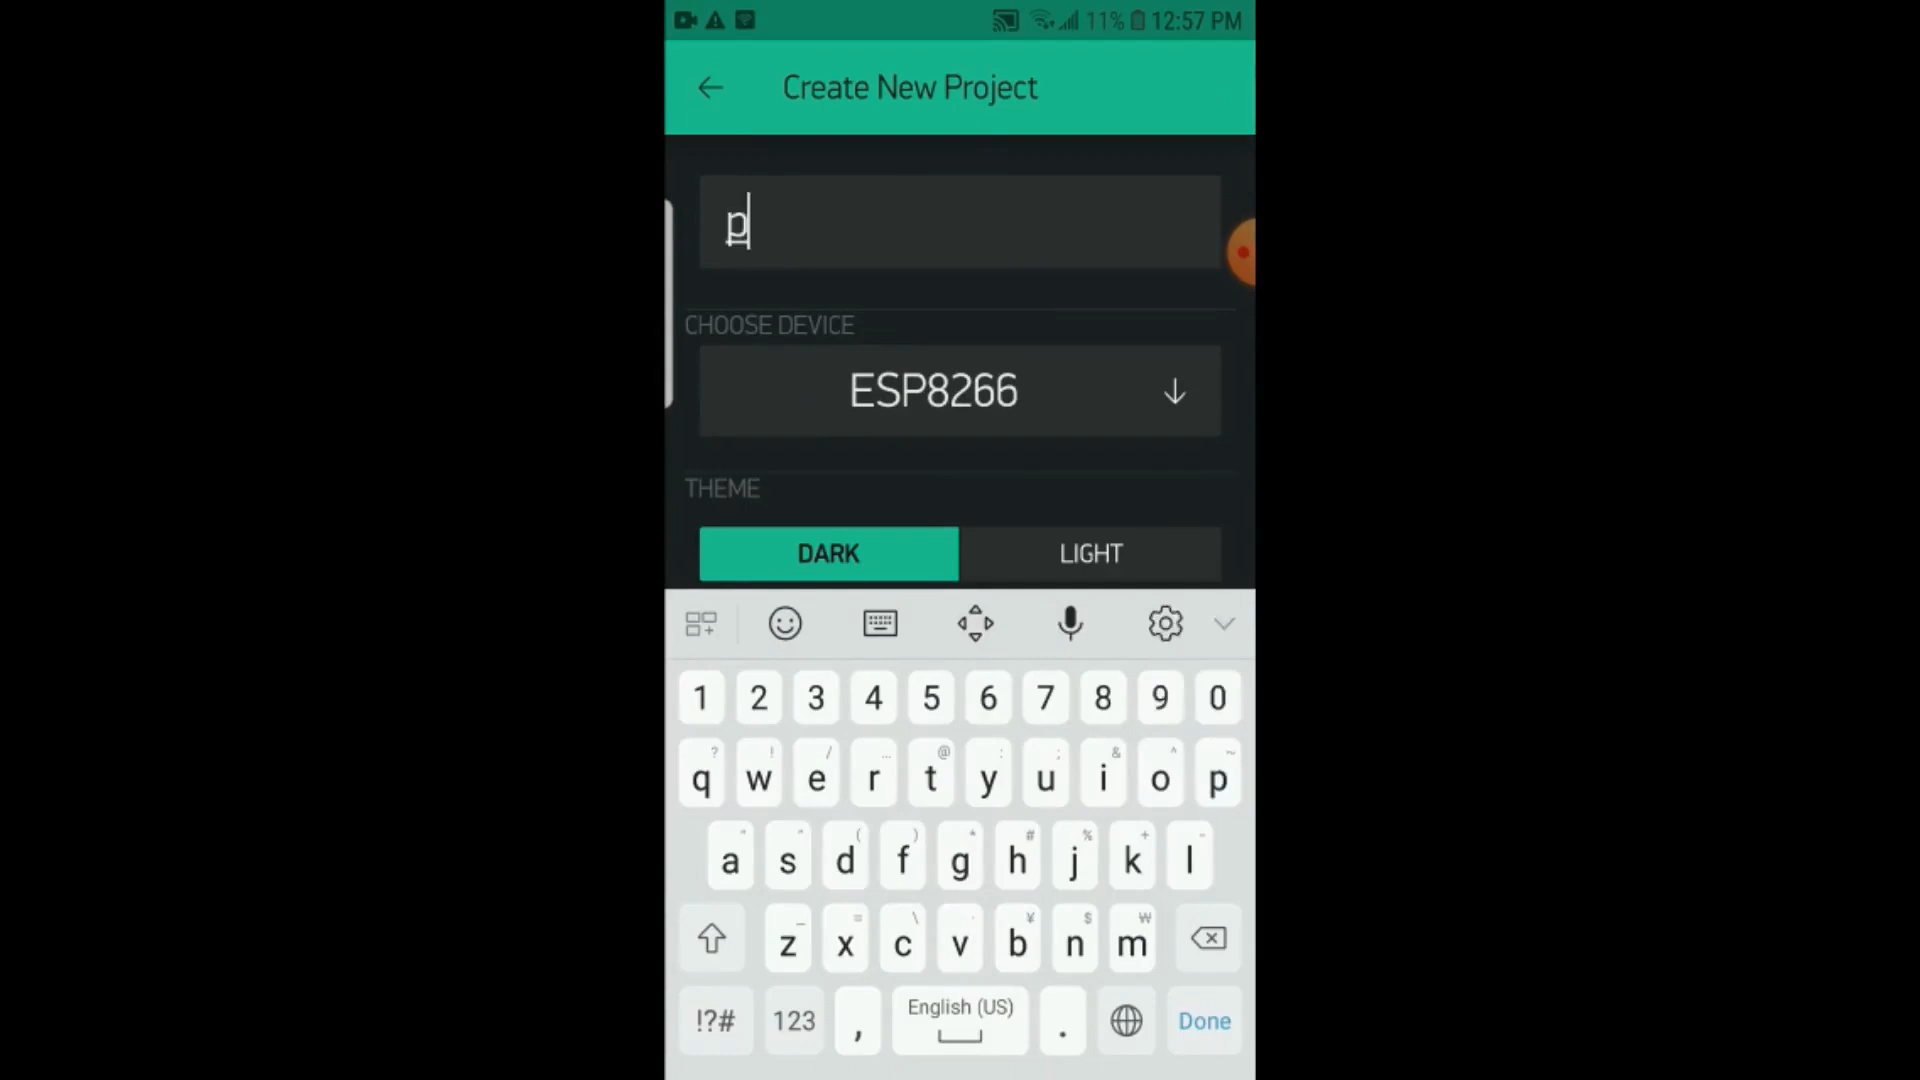 11% 12:57 PM
Create New Project
p
CHOOSE DEVICE
ESP8266
THEME
DARK LIGHT
1 2 3 4 5 6 7 8 9 0
? ! / ... @ : ; & ^ ~
q w e r t y u i o p
" " ( ) * # % + -
a s d f g h j k l
_ = \ · ¥ $ ₩
z x c v b n m
!?# 123 , English (US) . Done